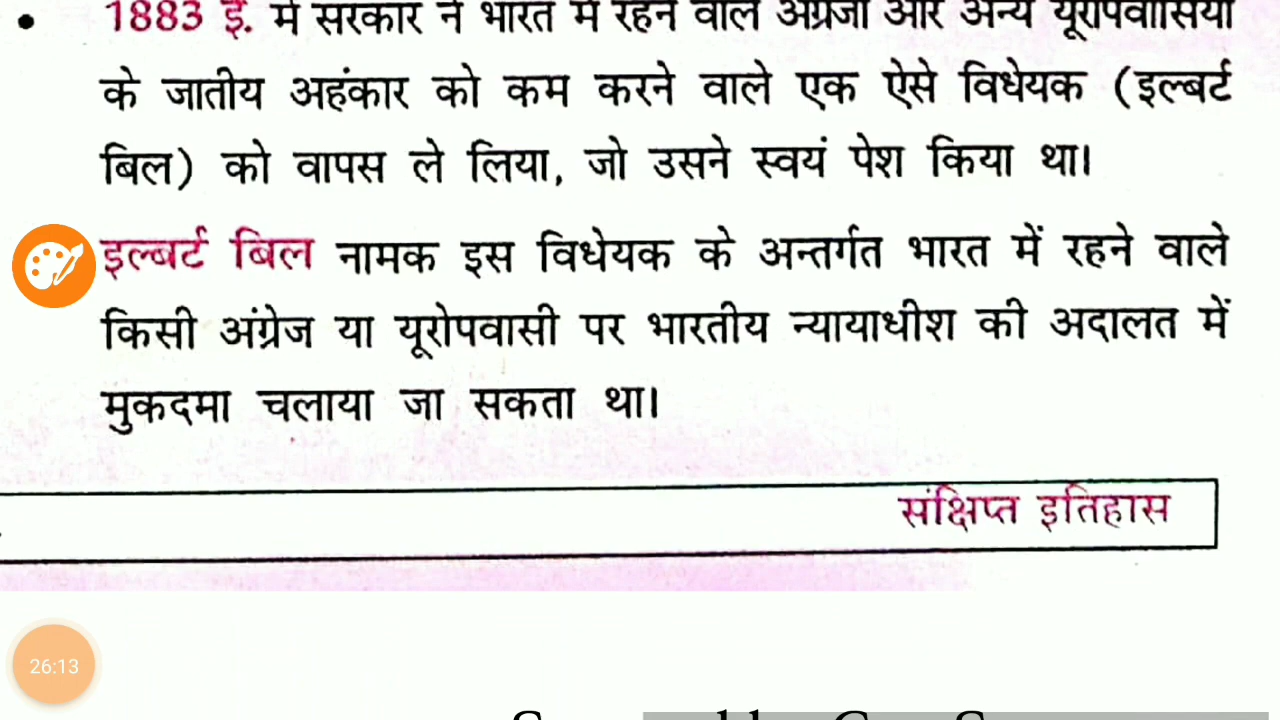 1883 ई. में सरकार ने भारत में रहने वाले अंग्रेजों और अन्य यूरोपवासियों
के जातीय अहंकार को कम करने वाले एक ऐसे विधेयक (इल्बर्ट
बिल) को वापस ले लिया, जो उसने स्वयं पेश किया था।
इल्बर्ट बिल नामक इस विधेयक के अन्तर्गत भारत में रहने वाले
किसी अंग्रेज या यूरोपवासी पर भारतीय न्यायाधीश की अदालत में
मुकदमा चलाया जा सकता था।
संक्षिप्त इतिहास
26:13